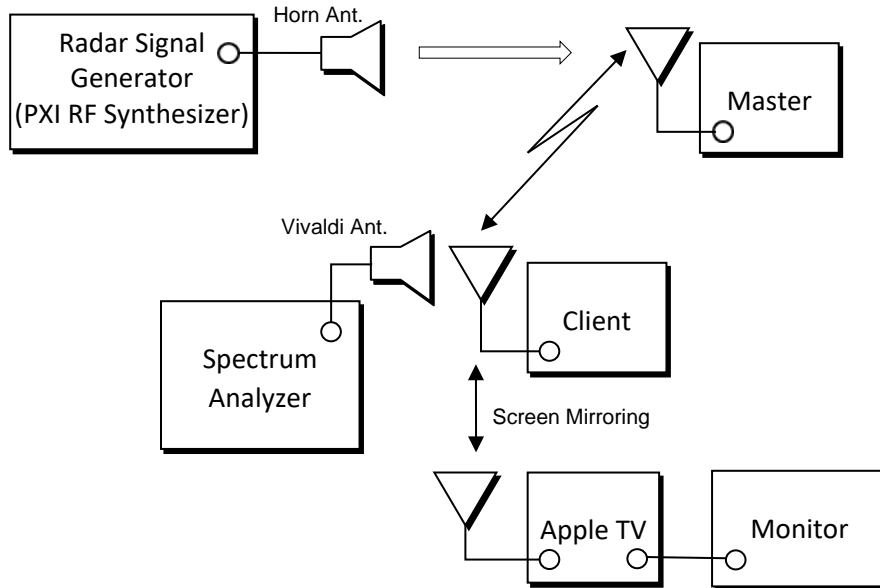 Horn Ant.
Radar Signal
Generator
(PXI RF Synthesizer)
Master
Vivaldi Ant.
Client
Spectrum
Analyzer
Screen Mirroring
Apple TV
Monitor